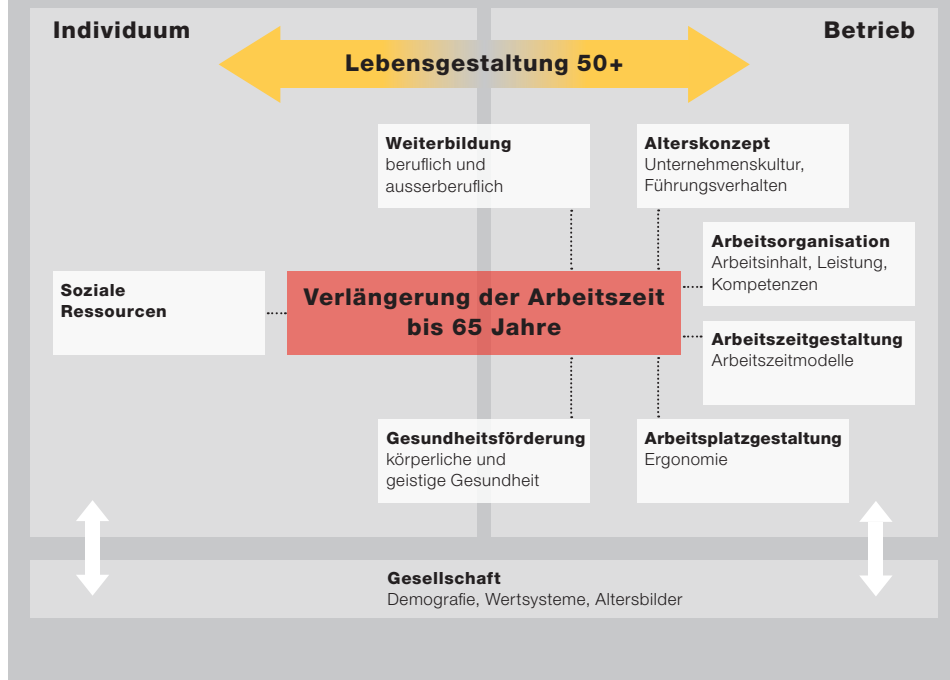 Individuum
Betrieb
Lebensgestaltung 50+
Weiterbildung
beruflich und
ausserberuflich
Alterskonzept
Unternehmenskultur,
Führungsverhalten
Arbeitsorganisation
Arbeitsinhalt, Leistung,
Kompetenzen
Soziale
Ressourcen
Verlängerung der Arbeitszeit
bis 65 Jahre
Arbeitszeitgestaltung
Arbeitszeitmodelle
Gesundheitsförderung
körperliche und
geistige Gesundheit
Arbeitsplatzgestaltung
Ergonomie
Gesellschaft
Demografie, Wertsysteme, Altersbilder